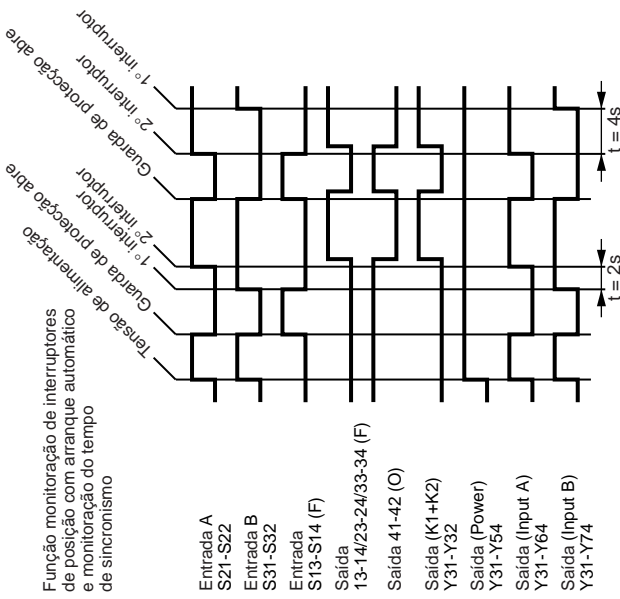 Função monitoração de interruptores
de posição com arranque automático
e monitoração do tempo
de sincronismo
Tensão de alimentação
Guarda de protecção abre
1° interruptor
2° interruptor
Guarda de protecção abre
2° interruptor
1° interruptor
Entrada A
S21-S22
Entrada B
S31-S32
Entrada
S13-S14 (F)
Saída
13-14/23-24/33-34 (F)
Saída 41-42 (O)
Saída (K1+K2)
Y31-Y32
Saída (Power)
Y31-Y54
Saída (Input A)
Y31-Y64
Saída (Input B)
Y31-Y74
t = 2s
t = 4s